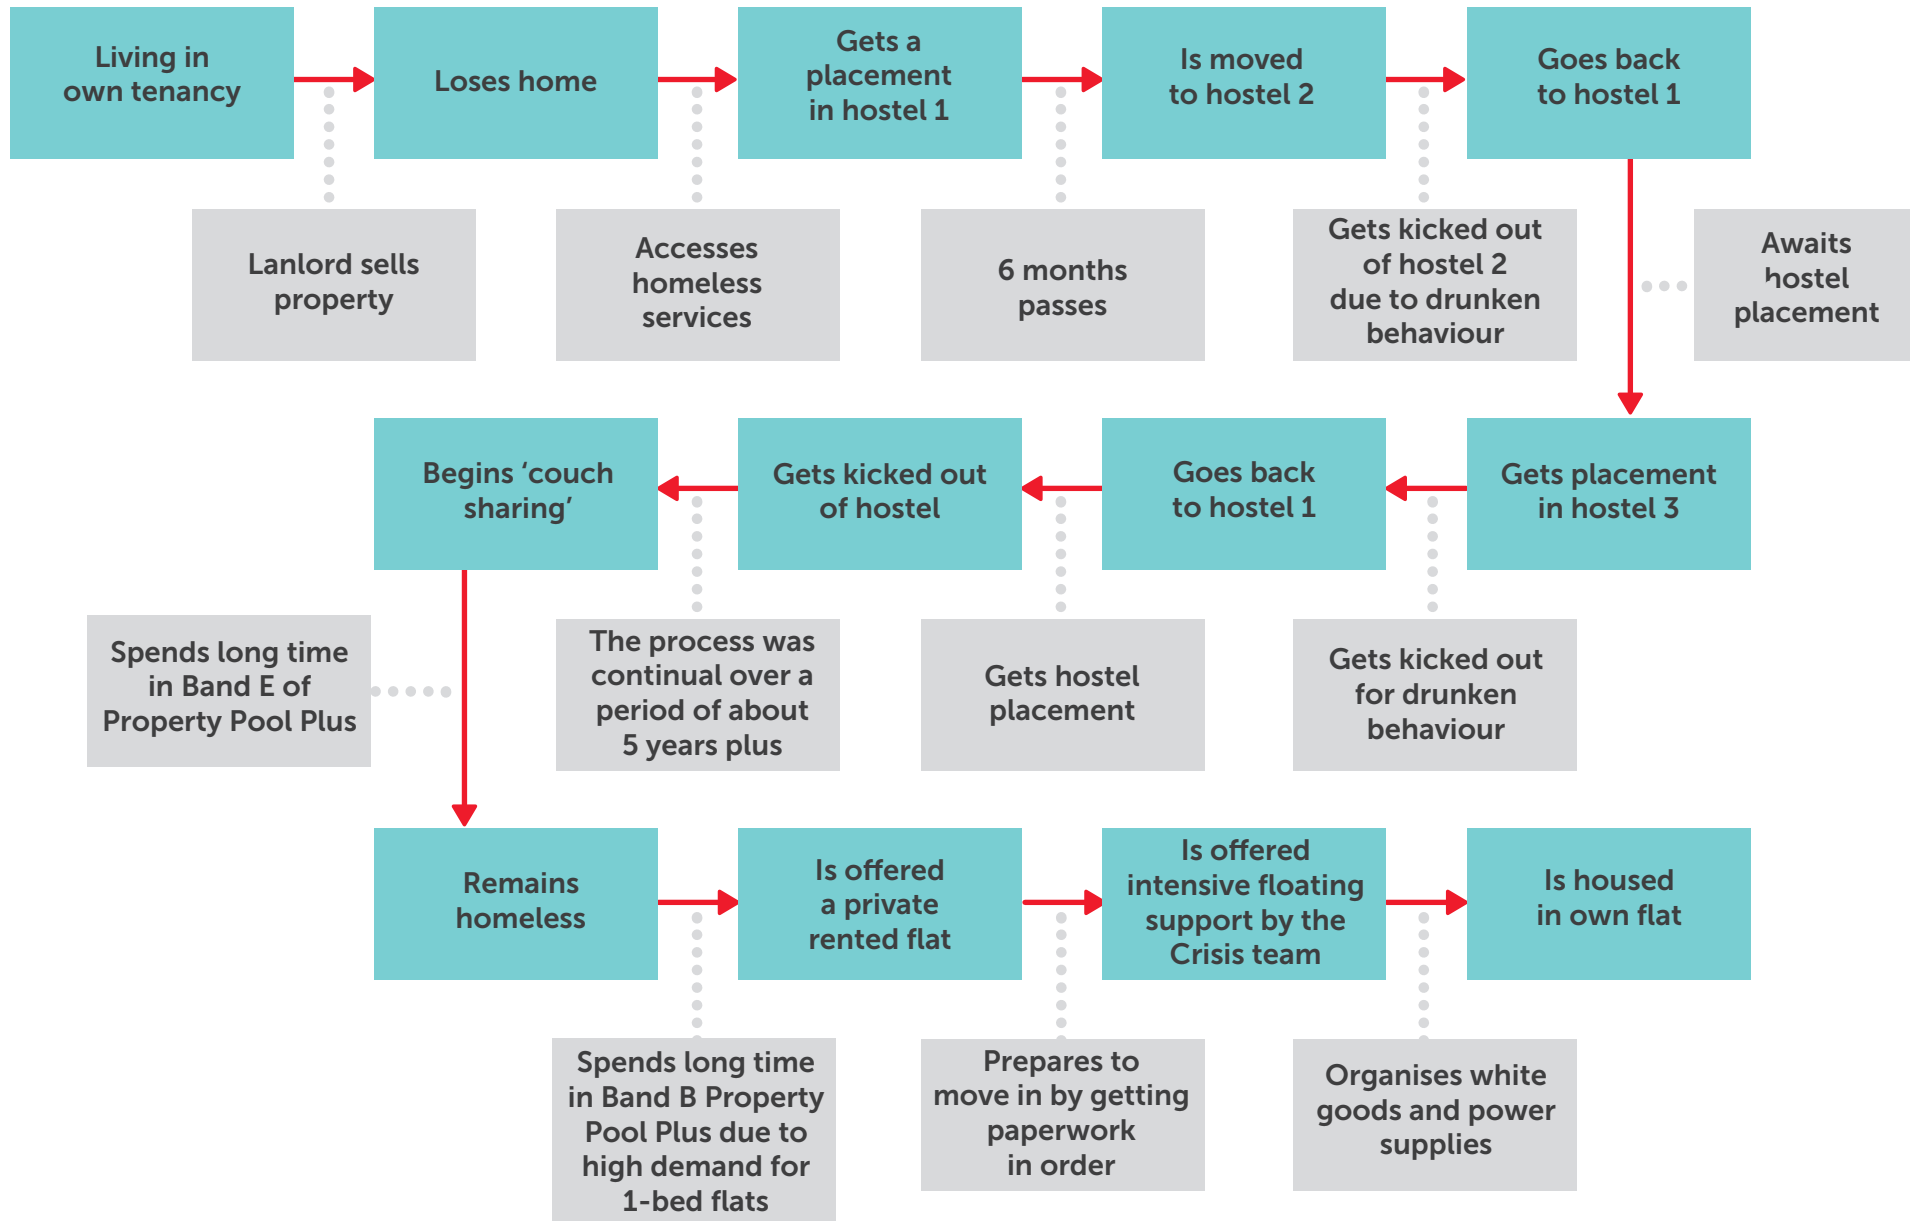 Living in
own tenancy
Loses home
Gets a
placement
in hostel 1
Is moved
to hostel 2
Goes back
to hostel 1
Lanlord sells
property
Accesses
homeless
services
6 months
passes
Gets kicked out
of hostel 2
due to drunken
behaviour
Awaits
hostel
placement
Begins ‘couch
sharing’
Gets kicked out
of hostel
Goes back
to hostel 1
Gets placement
in hostel 3
Spends long time
in Band E of
Property Pool Plus
The process was
continual over a
period of about
5 years plus
Gets hostel
placement
Gets kicked out
for drunken
behaviour
Remains
homeless
Is offered
a private
rented flat
Is offered
intensive floating
support by the
Crisis team
Is housed
in own flat
Spends long time
in Band B Property
Pool Plus due to
high demand for
1-bed flats
Prepares to
move in by getting
paperwork
in order
Organises white
goods and power
supplies